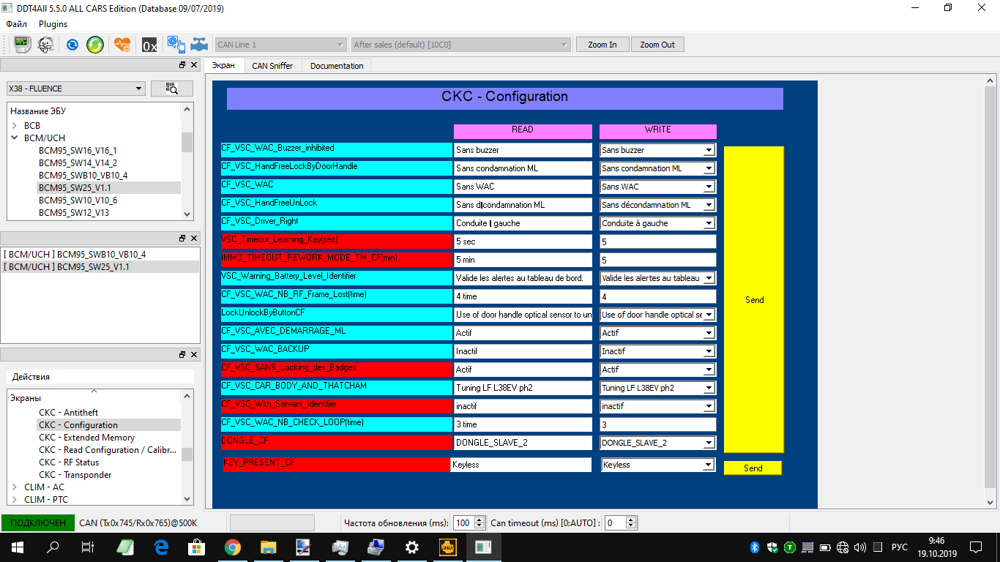 DDT4All 5.5.0 ALL CARS Edition (Database 09/07/2019)
Файл Plugins
0x CAN Line 1 After sales (default) [10C0] Zoom In Zoom Out
Экран CAN Sniffer Documentation
X38 - FLUENCE
Название ЭБУ
BCB
BCM/UCH
BCM95_SW16_V16_1
BCM95_SW14_V14_2
BCM95_SWB10_VB10_4
BCM95_SW25_V1.1
BCM95_SW10_V10_6
BCM95_SW12_V13
[ BCM/UCH ] BCM95_SWB10_VB10_4
[ BCM/UCH ] BCM95_SW25_V1.1
Действия
Экраны
CKC - Antitheft
CKC - Configuration
CKC - Extended Memory
CKC - Read Configuration / Calibr...
CKC - RF Status
CKC - Transponder
CLIM - AC
CLIM - PTC
CKC - Configuration
READ WRITE
CF_VSC_WAC_Buzzer_inhibited Sans buzzer Sans buzzer
CF_VSC_HandFreeLockByDoorHandle Sans condamnation ML Sans condamnation ML
CF_VSC_WAC Sans WAC Sans WAC
CF_VSC_HandFreeUnLock Sans d|condamnation ML Sans décondamnation ML
CF_VSC_Driver_Right Conduite | gauche Conduite à gauche
VSC_Timeout_Learning_Key(sec) 5 sec 5
IMMO_TIMEOUT_REWORK_MODE_TM_CF(min) 5 min 5
VSC_Warning_Battery_Level_Identifier Valide les alertes au tableau de bord. Valide les alertes au tableau
CF_VSC_WAC_NB_RF_Frame_Lost(time) 4 time 4
LockUnlockByButtonCF Use of door handle optical sensor to un Use of door handle optical se
CF_VSC_AVEC_DEMARRAGE_ML Actif Actif
CF_VSC_WAC_BACKUP Inactif Inactif
CF_VSC_SANS_Locking_des_Badges Actif Actif
CF_VSC_CAR_BODY_AND_THATCHAM Tuning LF L38EV ph2 Tuning LF L38EV ph2
CF_VSC_With_Servant_Identifier inactif inactif
CF_VSC_WAC_NB_CHECK_LOOP(time) 3 time 3
DONGLE_CF DONGLE_SLAVE_2 DONGLE_SLAVE_2
KEY_PRESENT_CF Keyless Keyless
Send
Send
ПОДКЛЮЧЕН CAN (Tx0x745/Rx0x765)@500K Частота обновления (ms): 100 Can timeout (ms) [0:AUTO] : 0
CHECK
РУС 9:46
19.10.2019